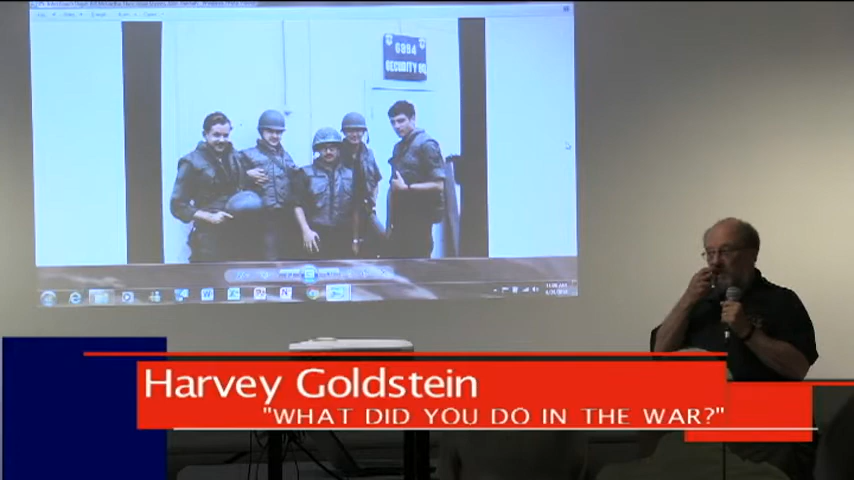 6994
SECURITY SQ
Harvey Goldstein
"WHAT DID YOU DO IN THE WAR?"